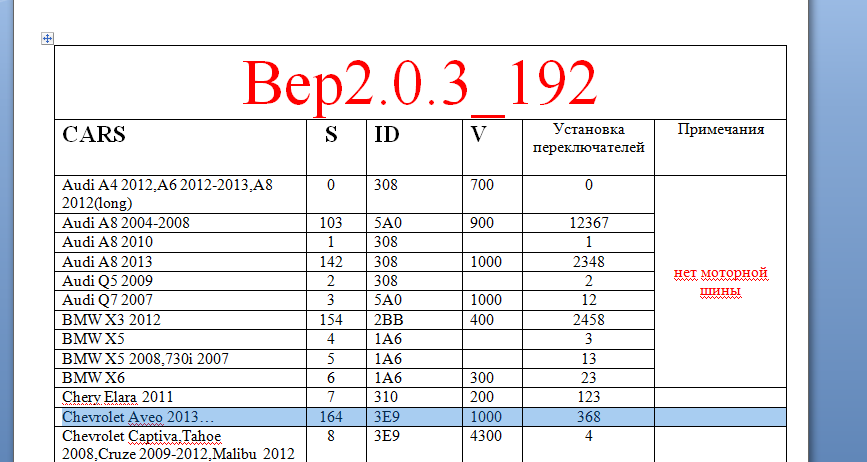 Вер2.0.3_192
CARS S ID V Установка переключателей Примечания
Audi A4 2012,A6 2012-2013,A8 2012(long) 0 308 700 0
Audi A8 2004-2008 103 5A0 900 12367
Audi A8 2010 1 308 1
Audi A8 2013 142 308 1000 2348
Audi Q5 2009 2 308 2
Audi Q7 2007 3 5A0 1000 12
BMW X3 2012 154 2BB 400 2458
BMW X5 4 1A6 3
BMW X5 2008,730i 2007 5 1A6 13
BMW X6 6 1A6 300 23
нет моторной
шины
Chery Elara 2011 7 310 200 123
Chevrolet Aveo 2013… 164 3E9 1000 368
Chevrolet Captiva,Tahoe 8 3E9 4300 4
2008,Cruze 2009-2012,Malibu 2012